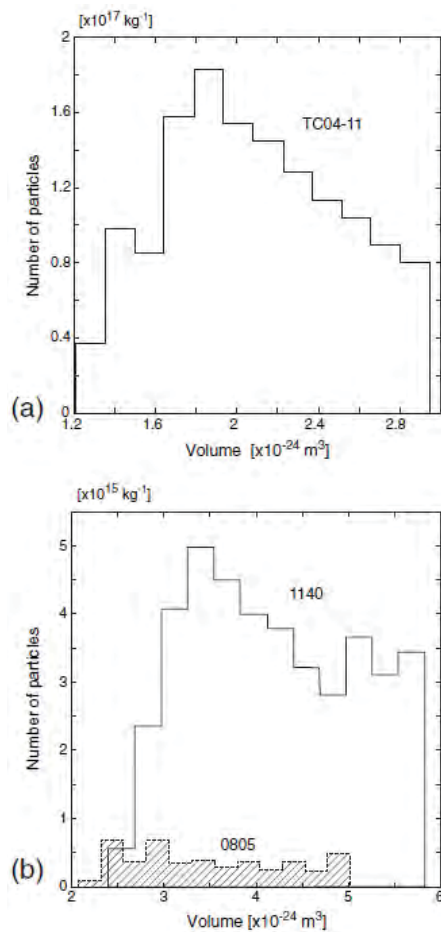 [x10¹⁷ kg⁻¹]
2
1.6
1.2
0.8
0.4
0
Number of particles
TC04-11
1.2
1.6
2
2.4
2.8
Volume [x10⁻²⁴ m³]
(a)
[x10¹⁵ kg⁻¹]
5
4
3
2
1
0
Number of particles
1140
0805
2
3
4
5
6
Volume [x10⁻²⁴ m³]
(b)